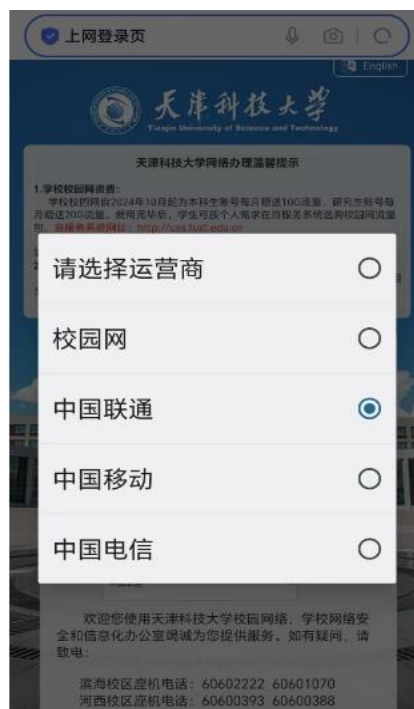 上网登录页
English
天津科技大学
Tianjin University of Science and Technology
天津科技大学网络办理温馨提示
1.学校校园网资费:
学校校园网自2024年10月起为本科生账号每月赠送10G流量，研究生账号每
月赠送20G流量。使用完毕后，学生可按个人需求在自服务系统选购校园网流量
包。自服务系统网址：http://uss.tust.edu.cn
请选择运营商
校园网
中国联通
中国移动
中国电信
欢迎您使用天津科技大学校园网络，学校网络安
全和信息化办公室竭诚为您提供服务。如有疑问，请
致电:
滨海校区座机电话: 60602222 60601070
河西校区座机电话: 60600393 60600388